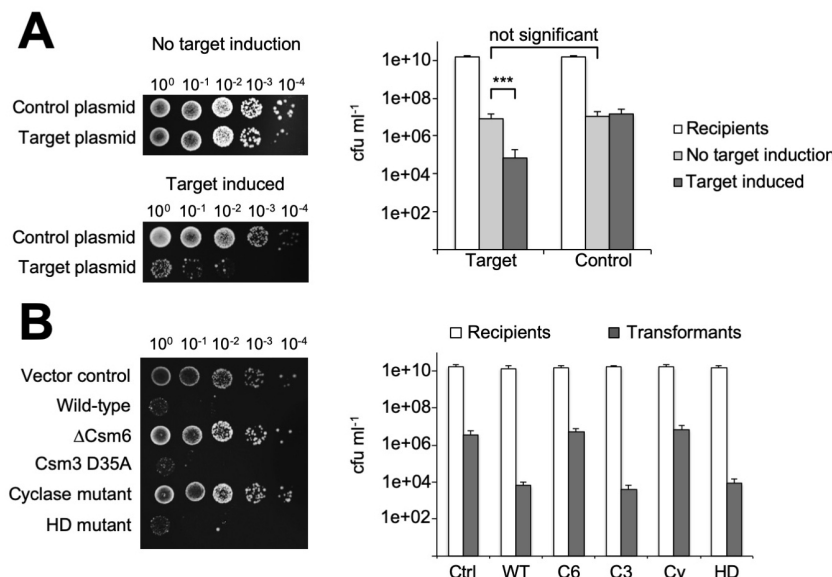 A
No target induction
10⁰ 10⁻¹ 10⁻² 10⁻³ 10⁻⁴
Control plasmid
Target plasmid
Target induced
10⁰ 10⁻¹ 10⁻² 10⁻³ 10⁻⁴
Control plasmid
Target plasmid
not significant
***
1e+10
1e+08
1e+06
1e+04
1e+02
cfu ml⁻¹
Target Control
Recipients
No target induction
Target induced
B
10⁰ 10⁻¹ 10⁻² 10⁻³ 10⁻⁴
Vector control
Wild-type
ΔCsm6
Csm3 D35A
Cyclase mutant
HD mutant
Recipients Transformants
1e+10
1e+08
1e+06
1e+04
1e+02
cfu ml⁻¹
Ctrl WT C6 C3 Cy HD